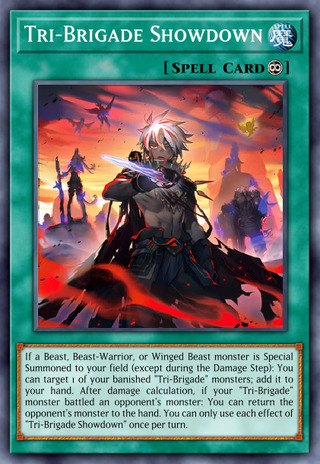 Tri-Brigade Showdown 魔
[Spell Card∞]
If a Beast, Beast-Warrior, or Winged Beast monster is Special
Summoned to your field (except during the Damage Step): You
can target 1 of your banished "Tri-Brigade" monsters; add it to
your hand. After damage calculation, if your "Tri-Brigade"
monster battled an opponent's monster: You can return the
opponent's monster to the hand. You can only use each effect of
"Tri-Brigade Showdown" once per turn.